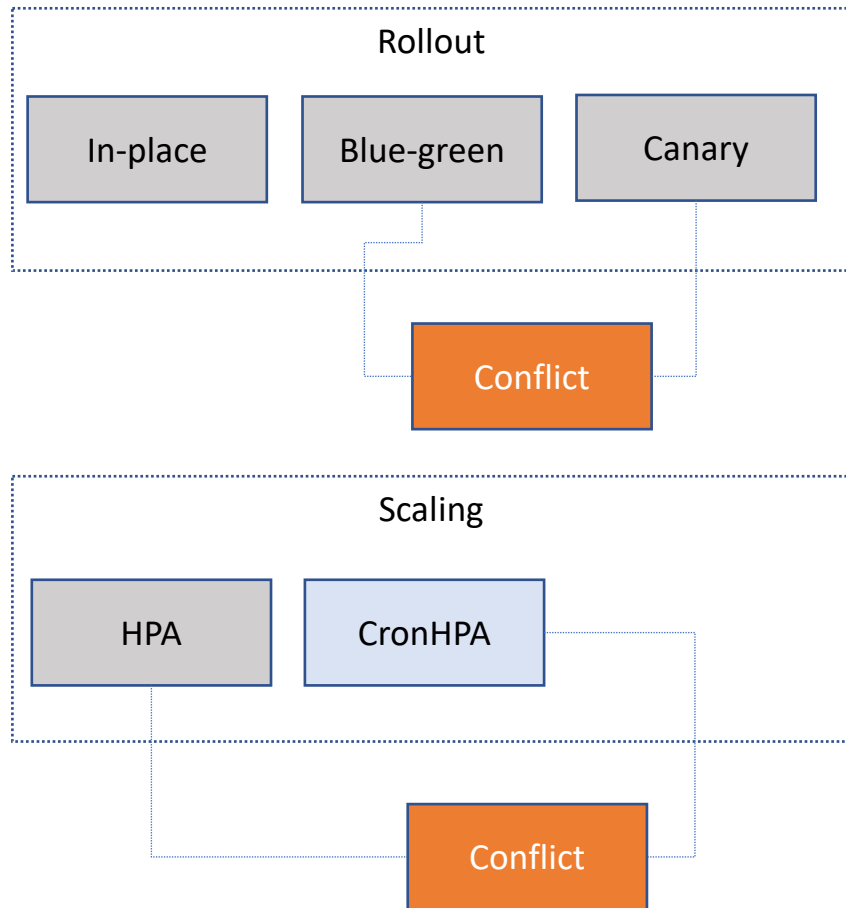 Rollout
In-place
Blue-green
Canary
Conflict
Scaling
HPA
CronHPA
Conflict